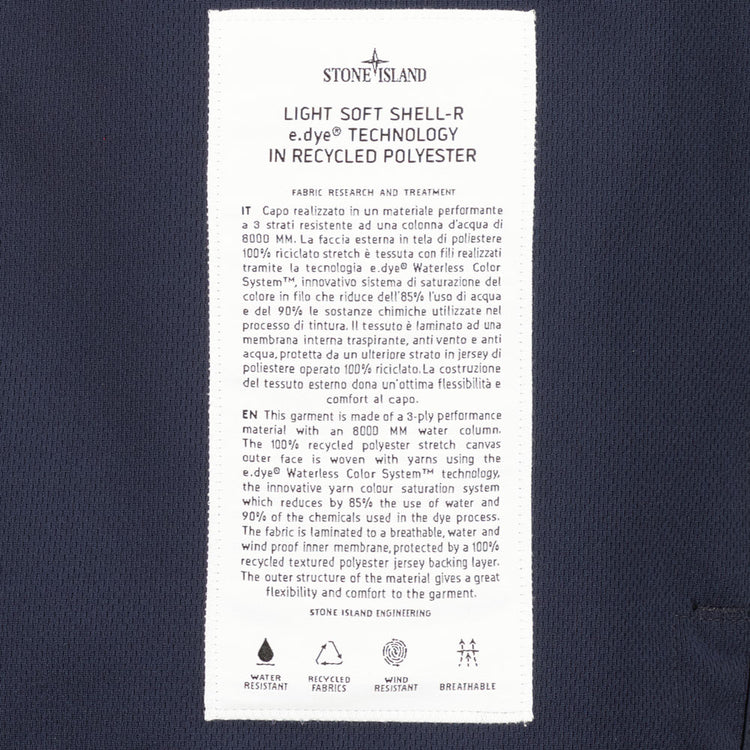 STONE ISLAND
LIGHT SOFT SHELL-R
e.dye® TECHNOLOGY
IN RECYCLED POLYESTER
FABRIC RESEARCH AND TREATMENT
IT Capo realizzato in un materiale performante
a 3 strati resistente ad una colonna d'acqua di
8000 MM. La faccia esterna in tela di poliestere
100% riciclato stretch è tessuta con fili realizzati
tramite la tecnologia e.dye® Waterless Color
System™, innovativo sistema di saturazione del
colore in filo che riduce dell'85% l'uso di acqua
e del 90% le sostanze chimiche utilizzate nel
processo di tintura. Il tessuto è laminato ad una
membrana interna traspirante, anti vento e anti
acqua, protetta da un ulteriore strato in jersey di
poliestere operato 100% riciclato. La costruzione
del tessuto esterno dona un'ottima flessibilità e
comfort al capo.
EN This garment is made of a 3-ply performance
material with an 8000 MM water column.
The 100% recycled polyester stretch canvas
outer face is woven with yarns using the
e.dye® Waterless Color System™ technology,
the innovative yarn colour saturation system
which reduces by 85% the use of water and
90% of the chemicals used in the dye process.
The fabric is laminated to a breathable, water and
wind proof inner membrane, protected by a 100%
recycled textured polyester jersey backing layer.
The outer structure of the material gives a great
flexibility and comfort to the garment.
STONE ISLAND ENGINEERING
WATER RESISTANT
RECYCLED FABRICS
WIND RESISTANT
BREATHABLE